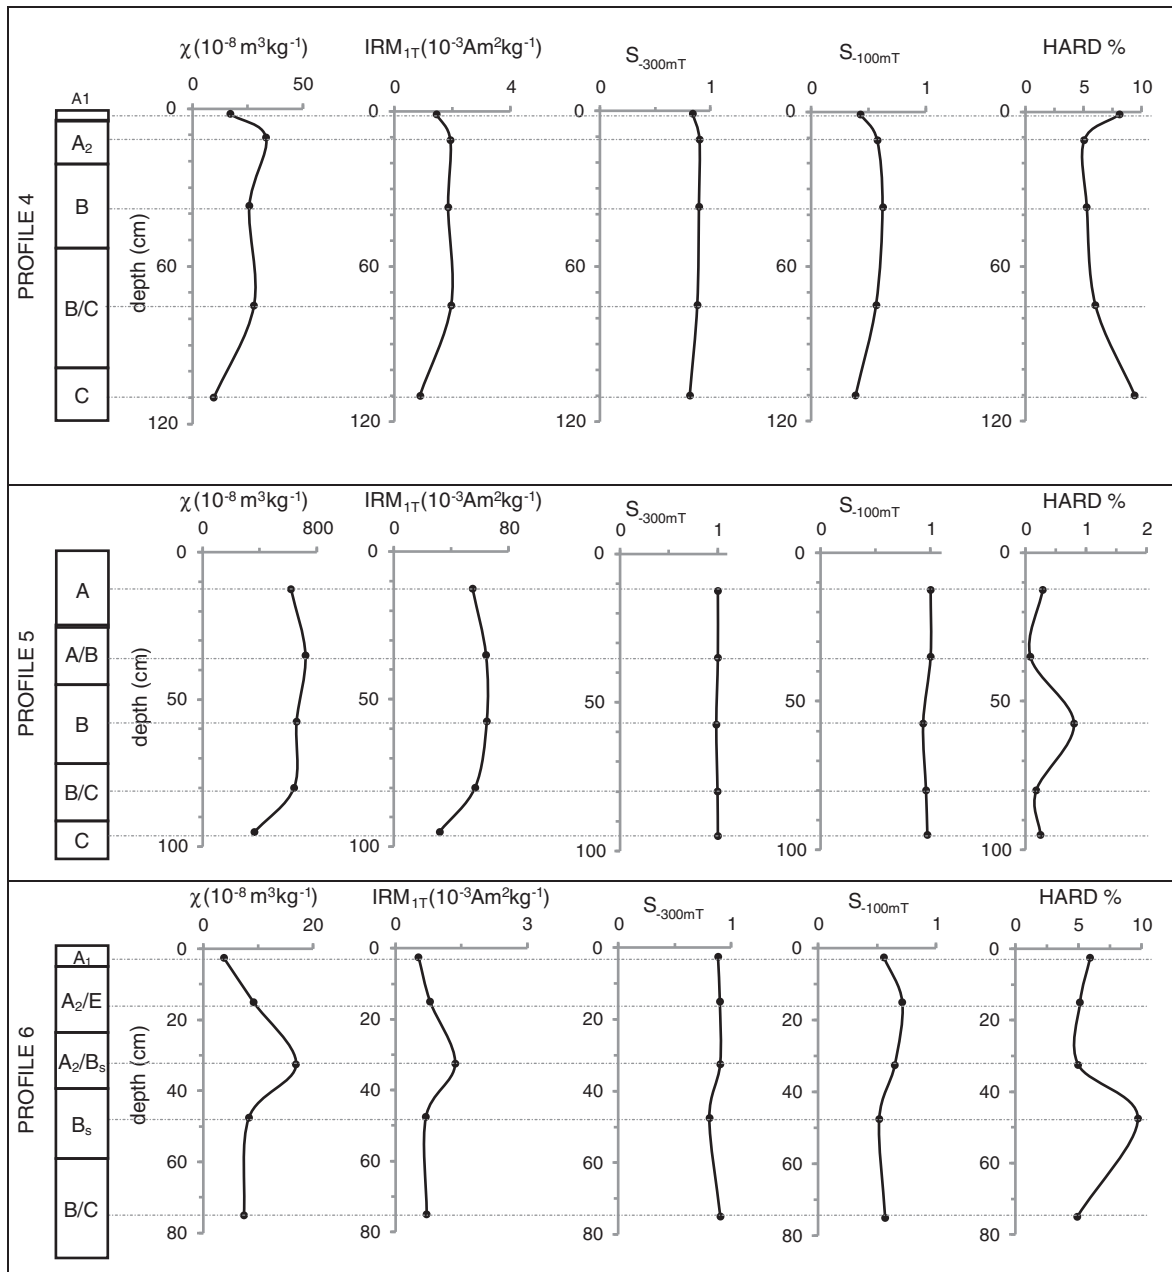 χ(10⁻⁸ m³kg⁻¹) IRM₁T(10⁻³Am²kg⁻¹) S₋₃₀₀mT S₋₁₀₀mT HARD %
0 50 0 4 0 1 0 1 0 5 10
A1 0 0 0 0 0
A₂
B
PROFILE 4
depth (cm)
60 60 60 60 60
B/C
C
120 120 120 120 120
χ(10⁻⁸ m³kg⁻¹) IRM₁T(10⁻³Am²kg⁻¹) S₋₃₀₀mT S₋₁₀₀mT HARD %
0 800 0 80 0 1 0 1 0 1 2
0 0 0 0 0
A
A/B
PROFILE 5
depth (cm)
50 50 50 50 50
B
B/C
C
100 100 100 100 100
χ(10⁻⁸ m³kg⁻¹) IRM₁T(10⁻³Am²kg⁻¹) S₋₃₀₀mT S₋₁₀₀mT HARD %
0 20 0 3 0 1 0 1 0 5 10
0 0 0 0 0
A₁
A₂/E
20 20 20 20 20
PROFILE 6
depth (cm)
A₂/Bₛ
40 40 40 40 40
Bₛ
60 60 60 60 60
B/C
80 80 80 80 80